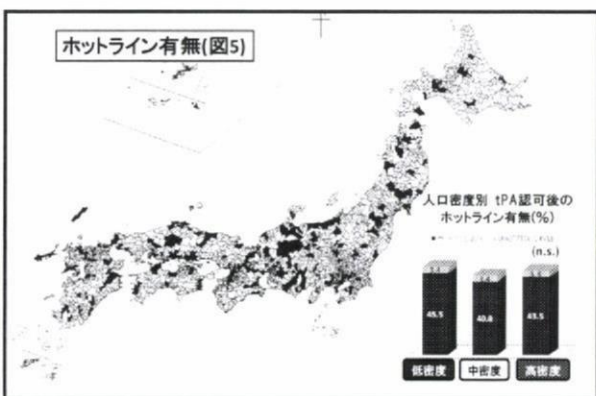 ホットライン有無(図5)
人口密度別 tPA認可後の
ホットライン有無(%)
(n.s.)
45.5
40.8
43.5
低密度
中密度
高密度